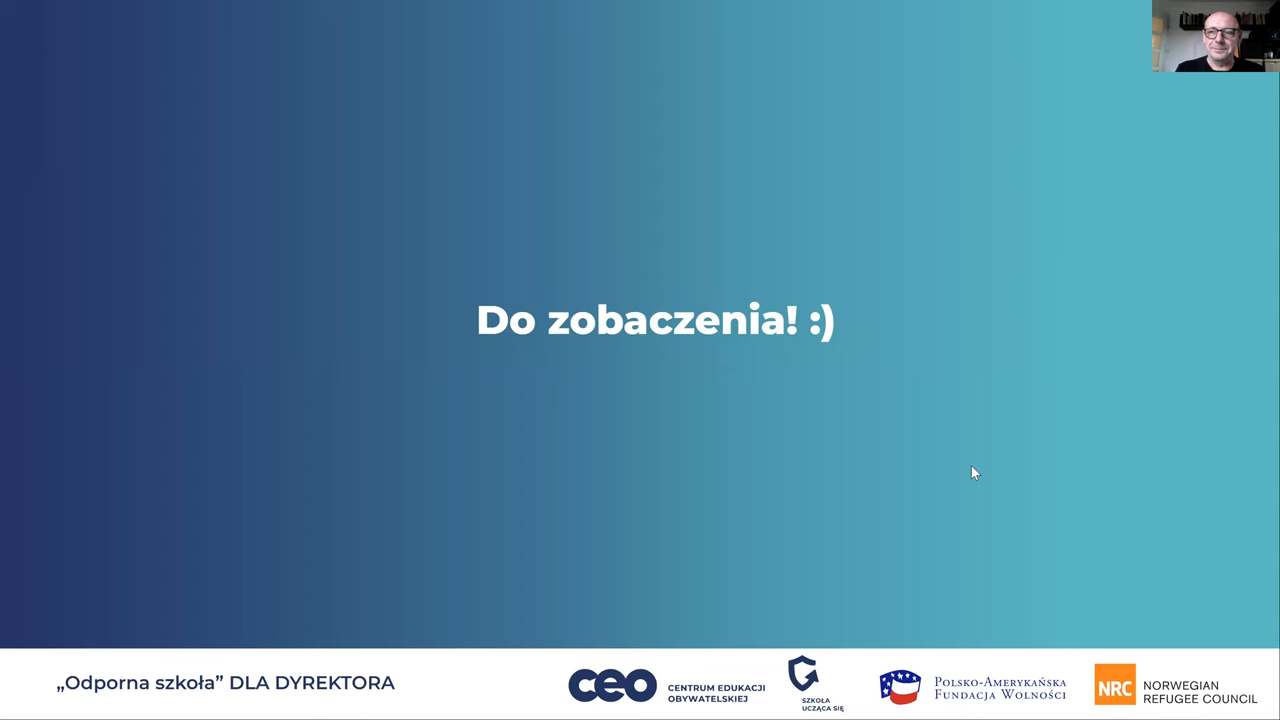 Do zobaczenia! :)
„Odporna szkoła” DLA DYREKTORA
ceo
CENTRUM EDUKACJI
OBYWATELSKIEJ
SZKOŁA
UCZĄCA SIĘ
POLSKO-AMERYKAŃSKA
FUNDACJA WOLNOŚCI
NRC
NORWEGIAN
REFUGEE COUNCIL